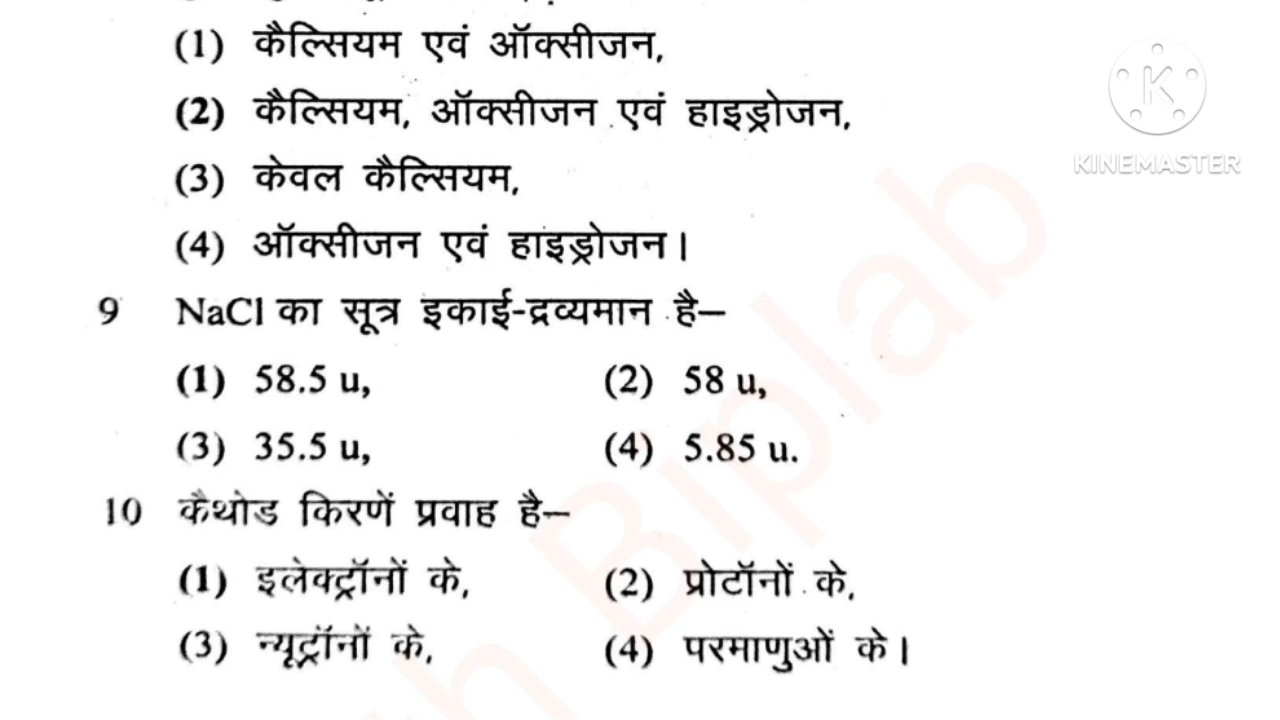 (1) कैल्सियम एवं ऑक्सीजन,
(2) कैल्सियम, ऑक्सीजन एवं हाइड्रोजन,
(3) केवल कैल्सियम,
(4) ऑक्सीजन एवं हाइड्रोजन।
9 NaCl का सूत्र इकाई-द्रव्यमान है–
(1) 58.5 u, (2) 58 u,
(3) 35.5 u, (4) 5.85 u.
10 कैथोड किरणें प्रवाह है–
(1) इलेक्ट्रॉनों के, (2) प्रोटॉनों के,
(3) न्यूट्रॉनों के, (4) परमाणुओं के।
K
KINEMASTER
Biplab